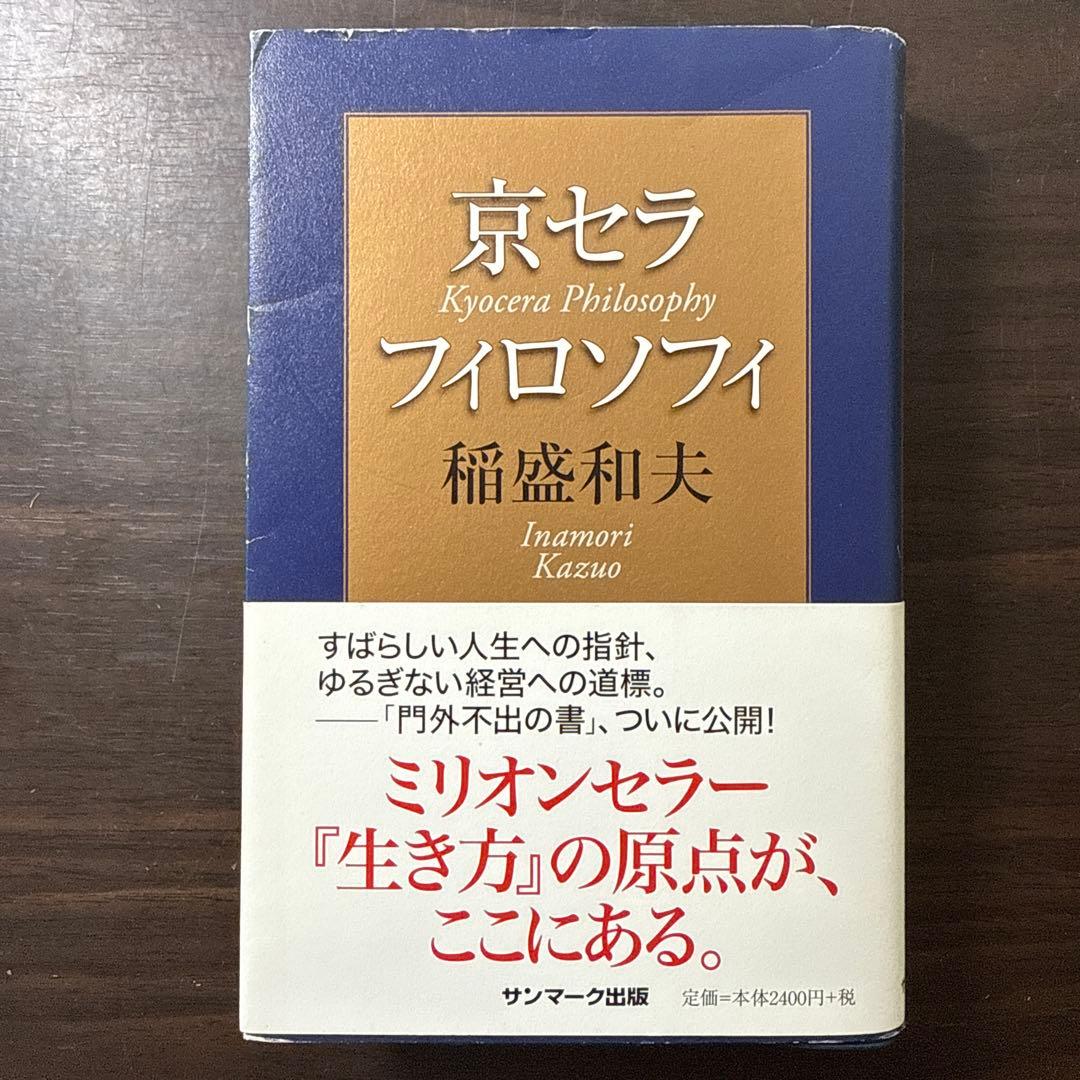 京セラ
Kyocera Philosophy
フィロソフィ
稲盛和夫
Inamori
Kazuo
すばらしい人生への指針、
ゆるぎない経営への道標。
――「門外不出の書」、ついに公開!
ミリオンセラー
『生き方』の原点が、
ここにある。
サンマーク出版 定価=本体2400円+税